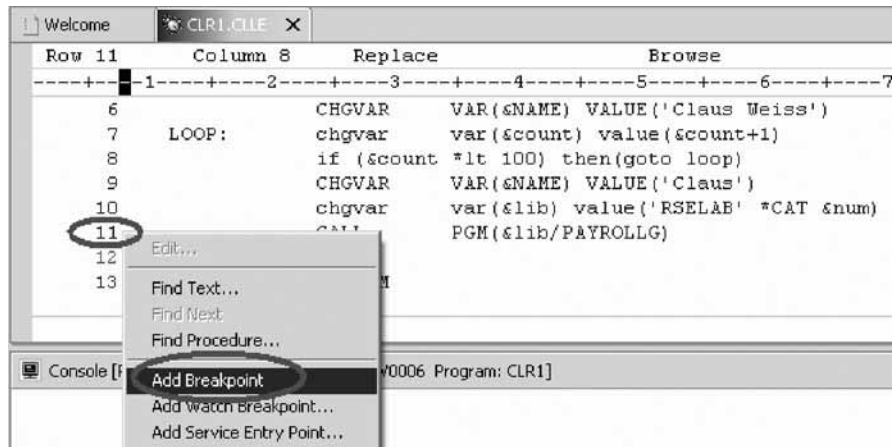 Welcome CLR1.CLLE
Row 11 Column 8 Replace Browse
----+--1----+----2----+----3----+----4----+----5----+----6----+----7
6 CHGVAR VAR(&NAME) VALUE('Claus Weiss')
7 LOOP: chgvar var(&count) value(&count+1)
8 if (&count *lt 100) then(goto loop)
9 CHGVAR VAR(&NAME) VALUE('Claus')
10 chgvar var(&lib) value('RSELAB' *CAT &num)
11 CALL PGM(&lib/PAYROLLG)
12
13 M
Edit...
Find Text...
Find Next
Find Procedure...
Add Breakpoint
Add Watch Breakpoint...
Add Service Entry Point...
Console [ 0006 Program: CLR1]